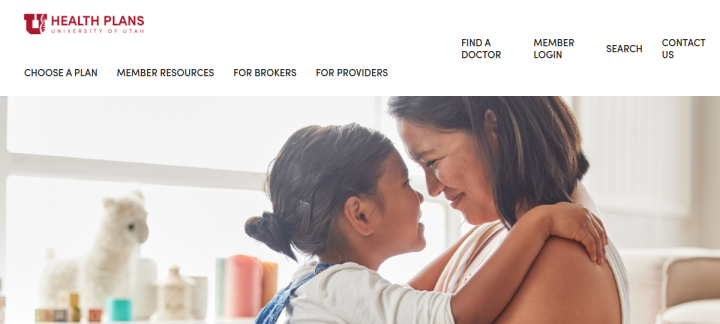 HEALTH PLANS
UNIVERSITY OF UTAH
FIND A
DOCTOR
MEMBER
LOGIN
SEARCH
CONTACT
US
CHOOSE A PLAN
MEMBER RESOURCES
FOR BROKERS
FOR PROVIDERS